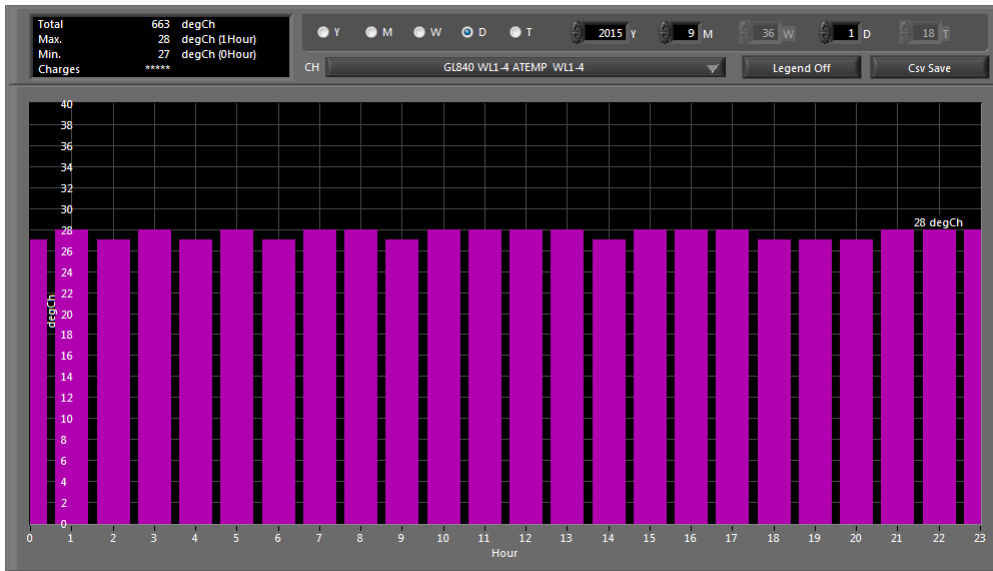 Total 663 degCh
Max. 28 degCh (1Hour)
Min. 27 degCh (0Hour)
Charges *****
Y M W D T 2015 Y 9 M 36 W 1 D 18 T
CH GL840 WL1-4 ATEMP WL1-4 Legend Off Csv Save
40
38
36
34
32
30
28 degCh
28
26
24
22
degCh
20
18
16
14
12
10
8
6
4
2
0
0 1 2 3 4 5 6 7 8 9 10 11 12 13 14 15 16 17 18 19 20 21 22 23
Hour